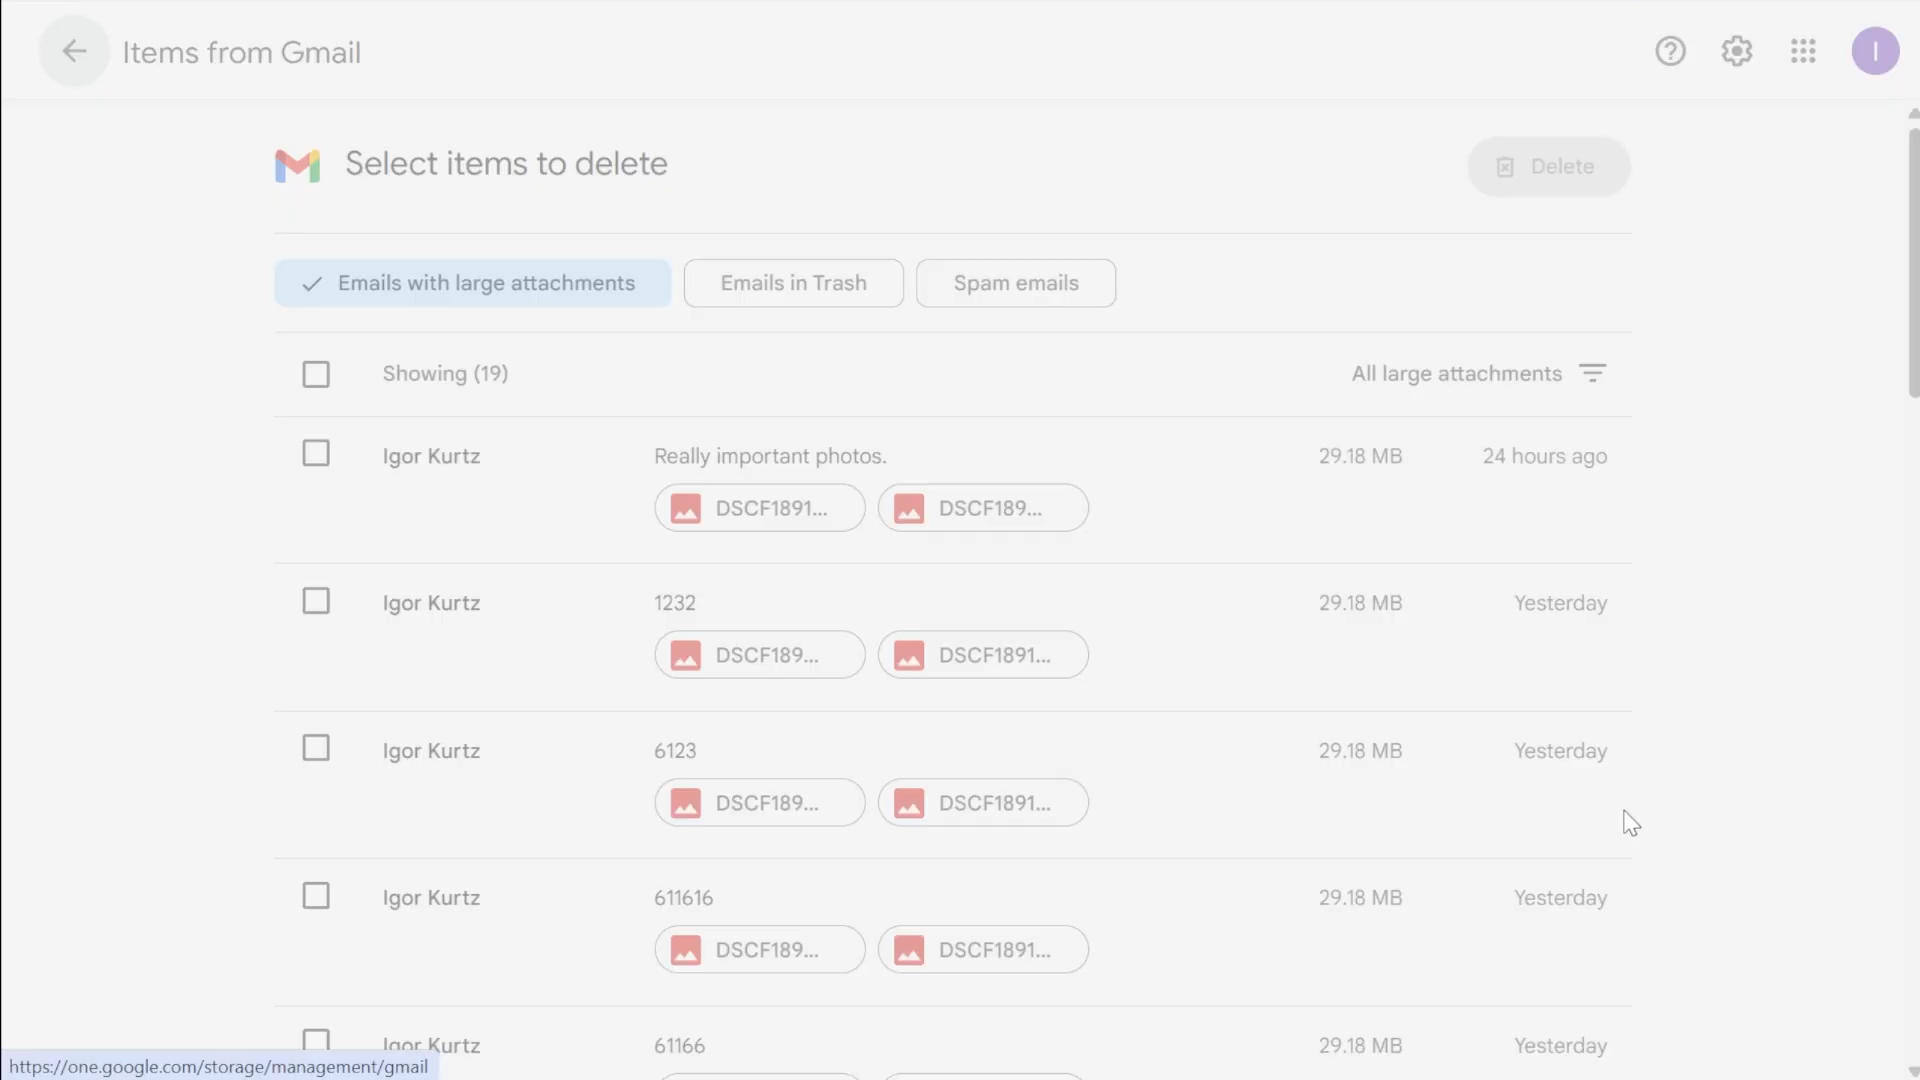 Items from Gmail
I
Select items to delete
Delete
Emails with large attachments
Emails in Trash
Spam emails
Showing (19)
All large attachments
Igor Kurtz
Really important photos.
29.18 MB
24 hours ago
DSCF1891...
DSCF189...
Igor Kurtz
1232
29.18 MB
Yesterday
DSCF189...
DSCF1891...
Igor Kurtz
6123
29.18 MB
Yesterday
DSCF189...
DSCF1891...
Igor Kurtz
611616
29.18 MB
Yesterday
DSCF189...
DSCF1891...
Igor Kurtz
61166
29.18 MB
Yesterday
https://one.google.com/storage/management/gmail